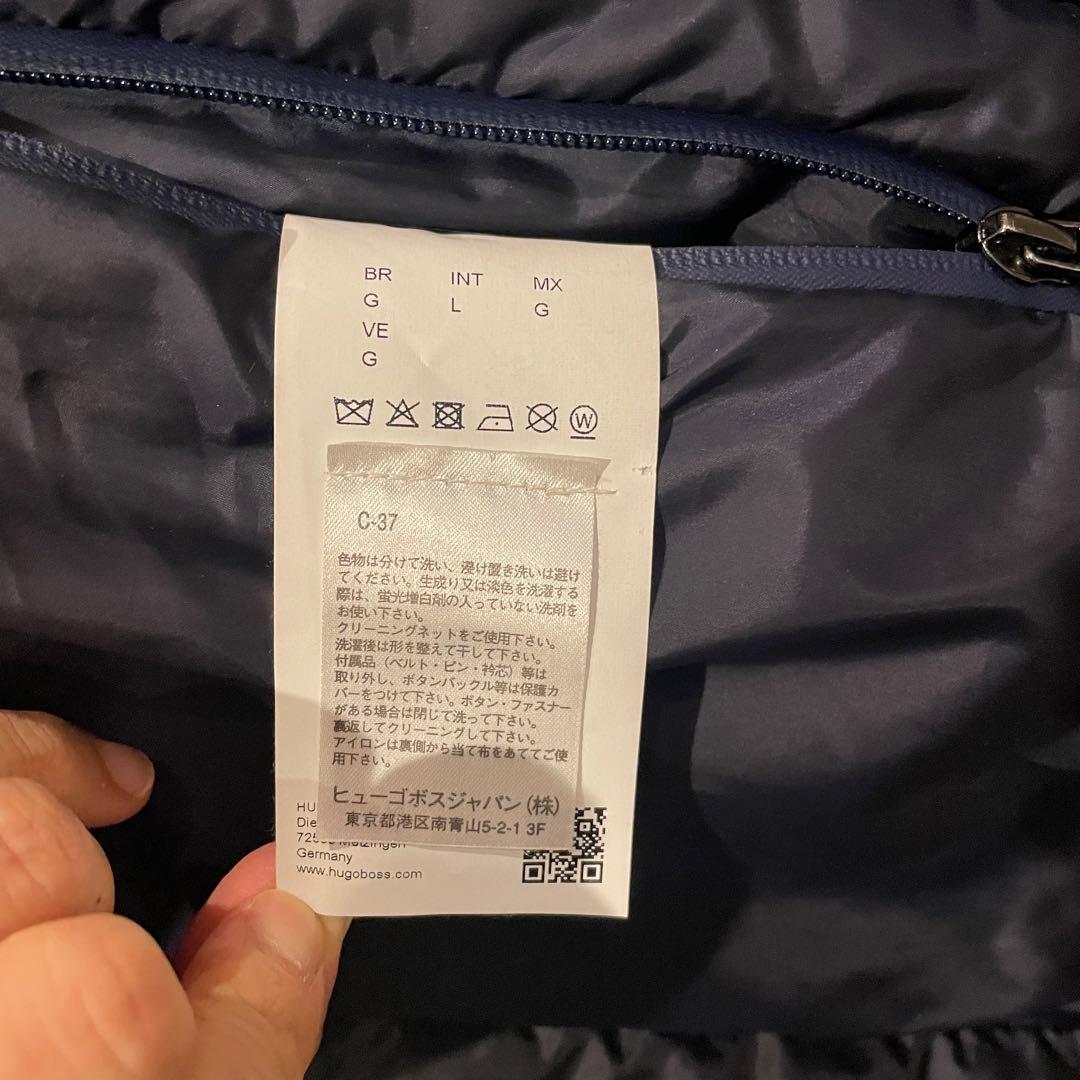 BR INT MX
G L G
VE
G
W
C-37
色物は分けて洗い、浸け置き洗いは避け
てください。生成り又は淡色を洗濯する
際は、蛍光増白剤の入っていない洗剤を
お使い下さい。
クリーニングネットをご使用下さい。
洗濯後は形を整えて干して下さい。
付属品（ベルト・ピン・衿芯）等は
取り外し、ボタンバックル等は保護カ
バーをつけて下さい。ボタン・ファスナー
がある場合は閉じて洗って下さい。
裏返してクリーニングして下さい。
アイロンは裏側から当て布をあててご使
用下さい。
ヒューゴボスジャパン(株)
東京都港区南青山5-2-1 3F
Germany
www.hugoboss.com